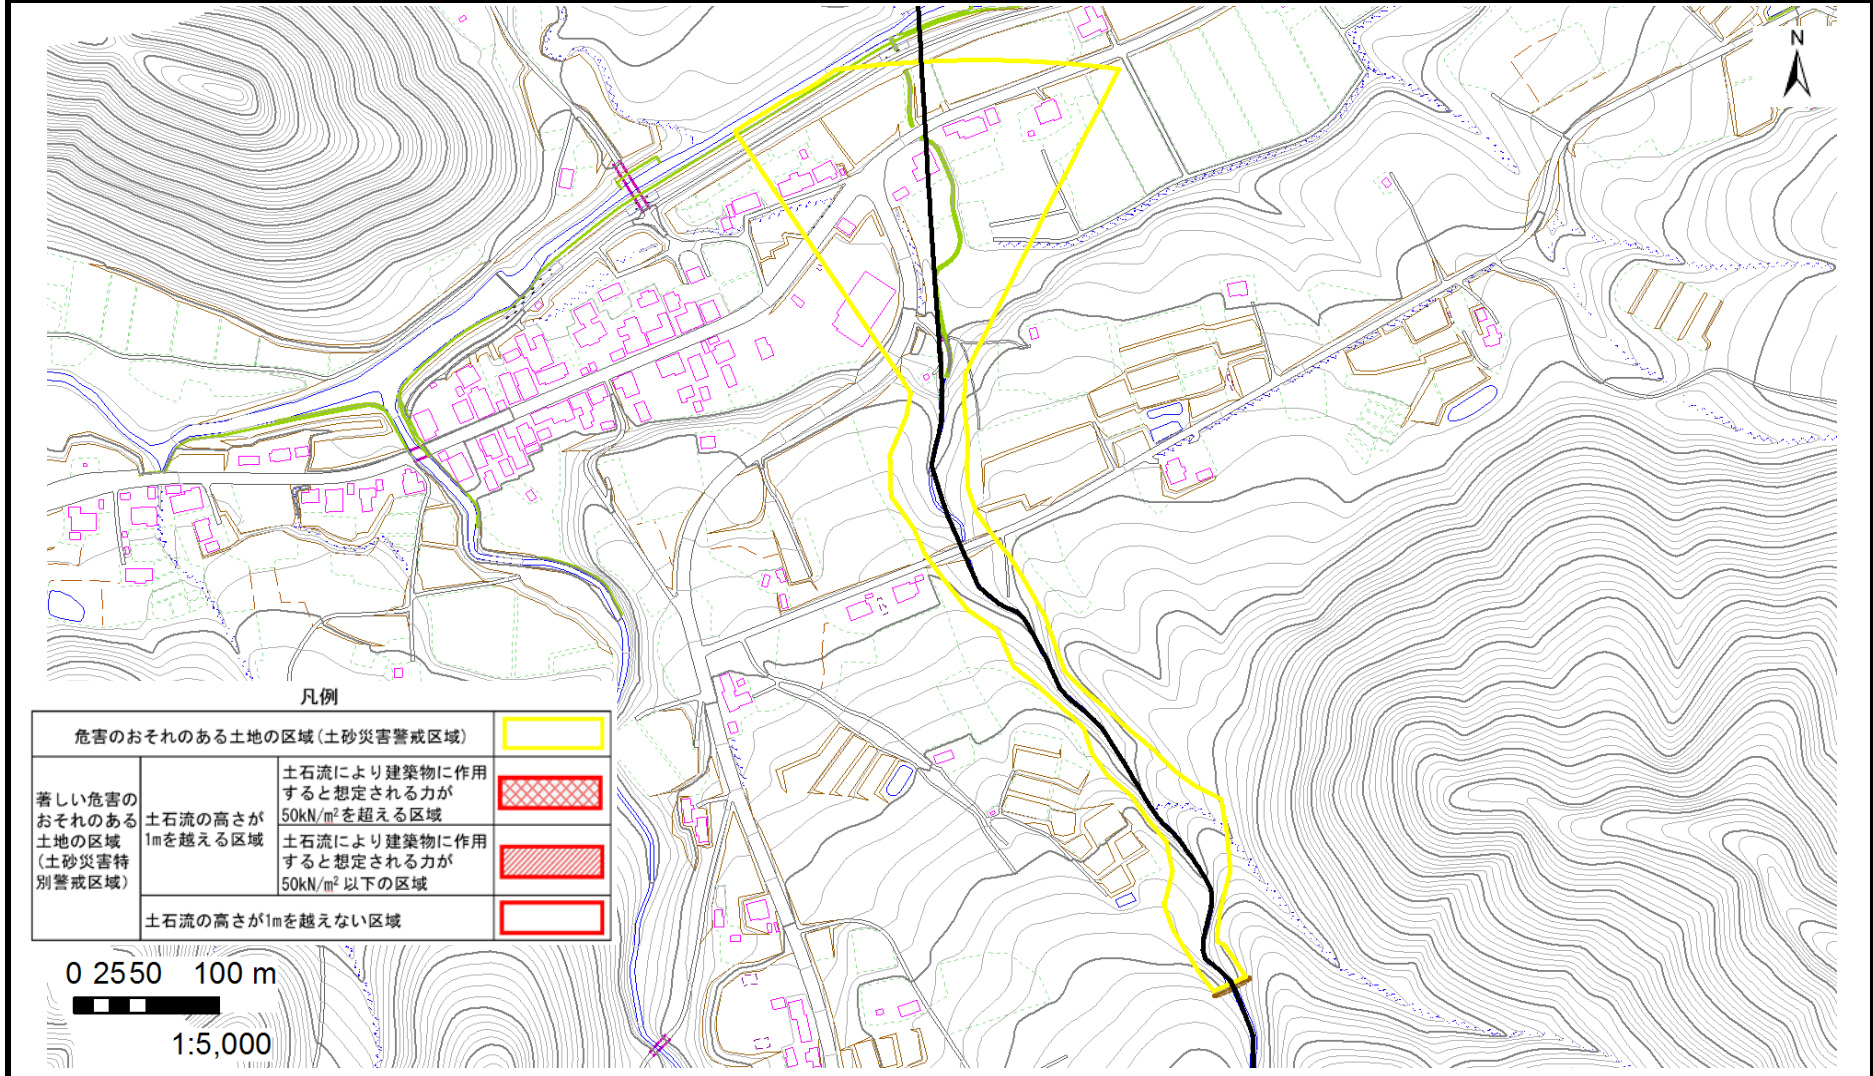 N
凡例
危害のおそれのある土地の区域（土砂災害警戒区域）
著しい危害の
おそれのある
土地の区域
（土砂災害特
別警戒区域）
土石流の高さが
1mを越える区域
土石流により建築物に作用
すると想定される力が
50kN/m²を超える区域
土石流により建築物に作用
すると想定される力が
50kN/m² 以下の区域
土石流の高さが1mを越えない区域
0 25 50 100 m
1:5,000